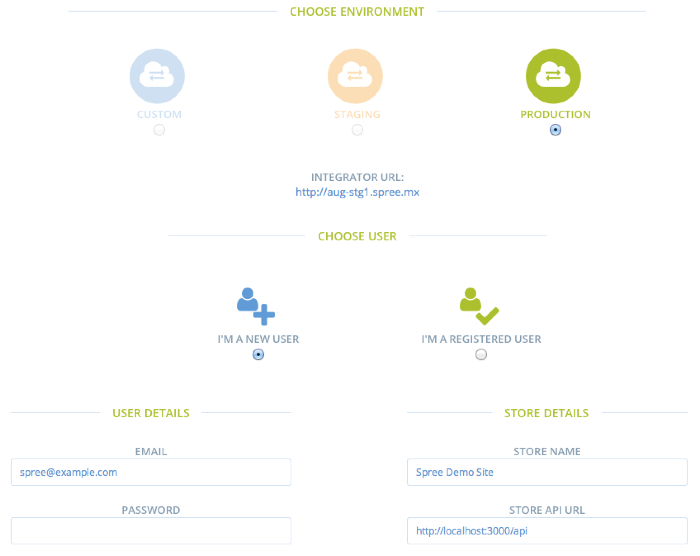 CHOOSE ENVIRONMENT
CUSTOM
STAGING
PRODUCTION
INTEGRATOR URL:
http://aug-stg1.spree.mx
CHOOSE USER
I'M A NEW USER
I'M A REGISTERED USER
USER DETAILS
EMAIL
spree@example.com
PASSWORD
STORE DETAILS
STORE NAME
Spree Demo Site
STORE API URL
http://localhost:3000/api